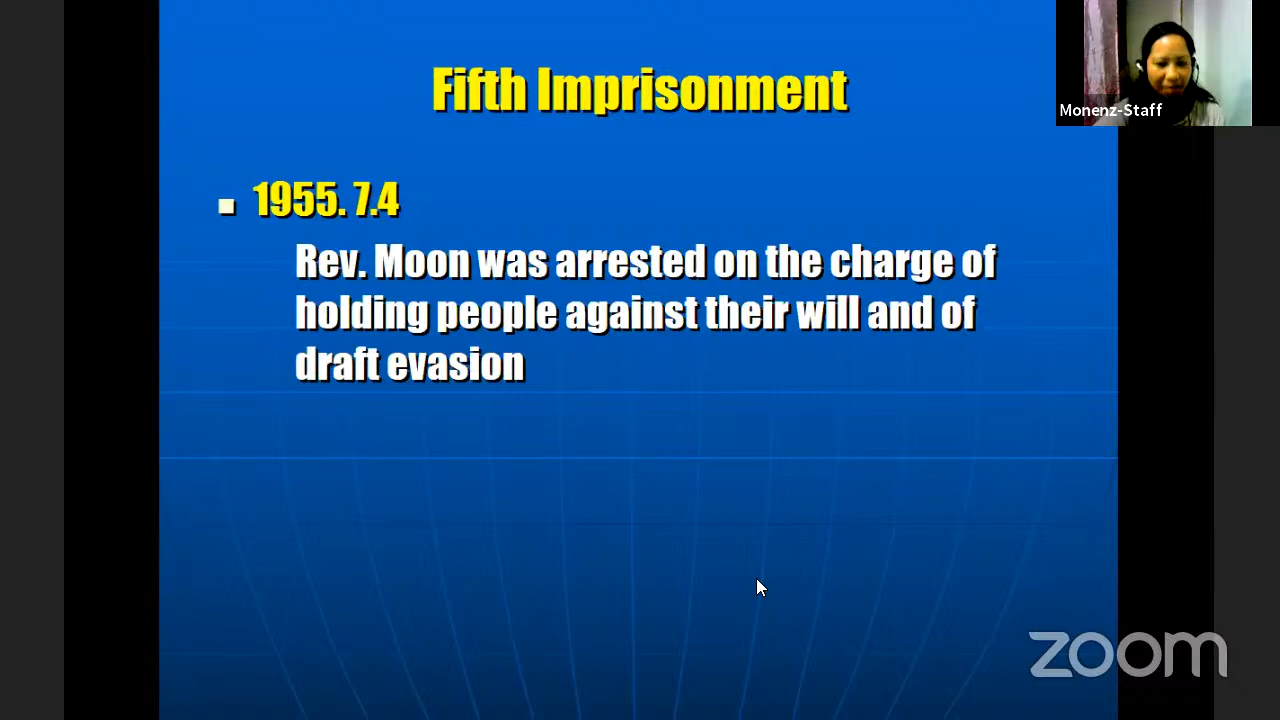 Fifth Imprisonment
Monenz-Staff
1955. 7.4
Rev. Moon was arrested on the charge of
holding people against their will and of
draft evasion
zoom